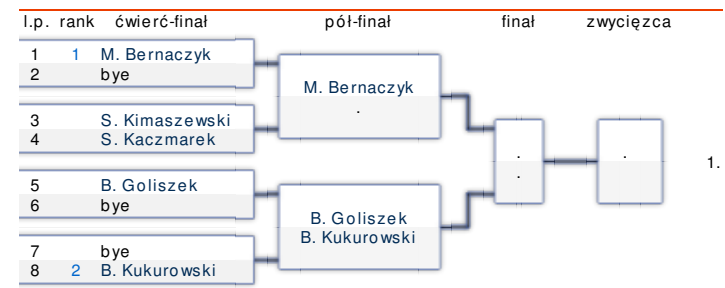 l.p. rank ćwierć-finał pół-finał finał zwycięzca
1 1 M. Bernaczyk
2 bye
M. Bernaczyk
.
3 S. Kimaszewski
4 S. Kaczmarek
. .
.
1.
5 B. Goliszek
6 bye
B. Goliszek
B. Kukurowski
7 bye
8 2 B. Kukurowski